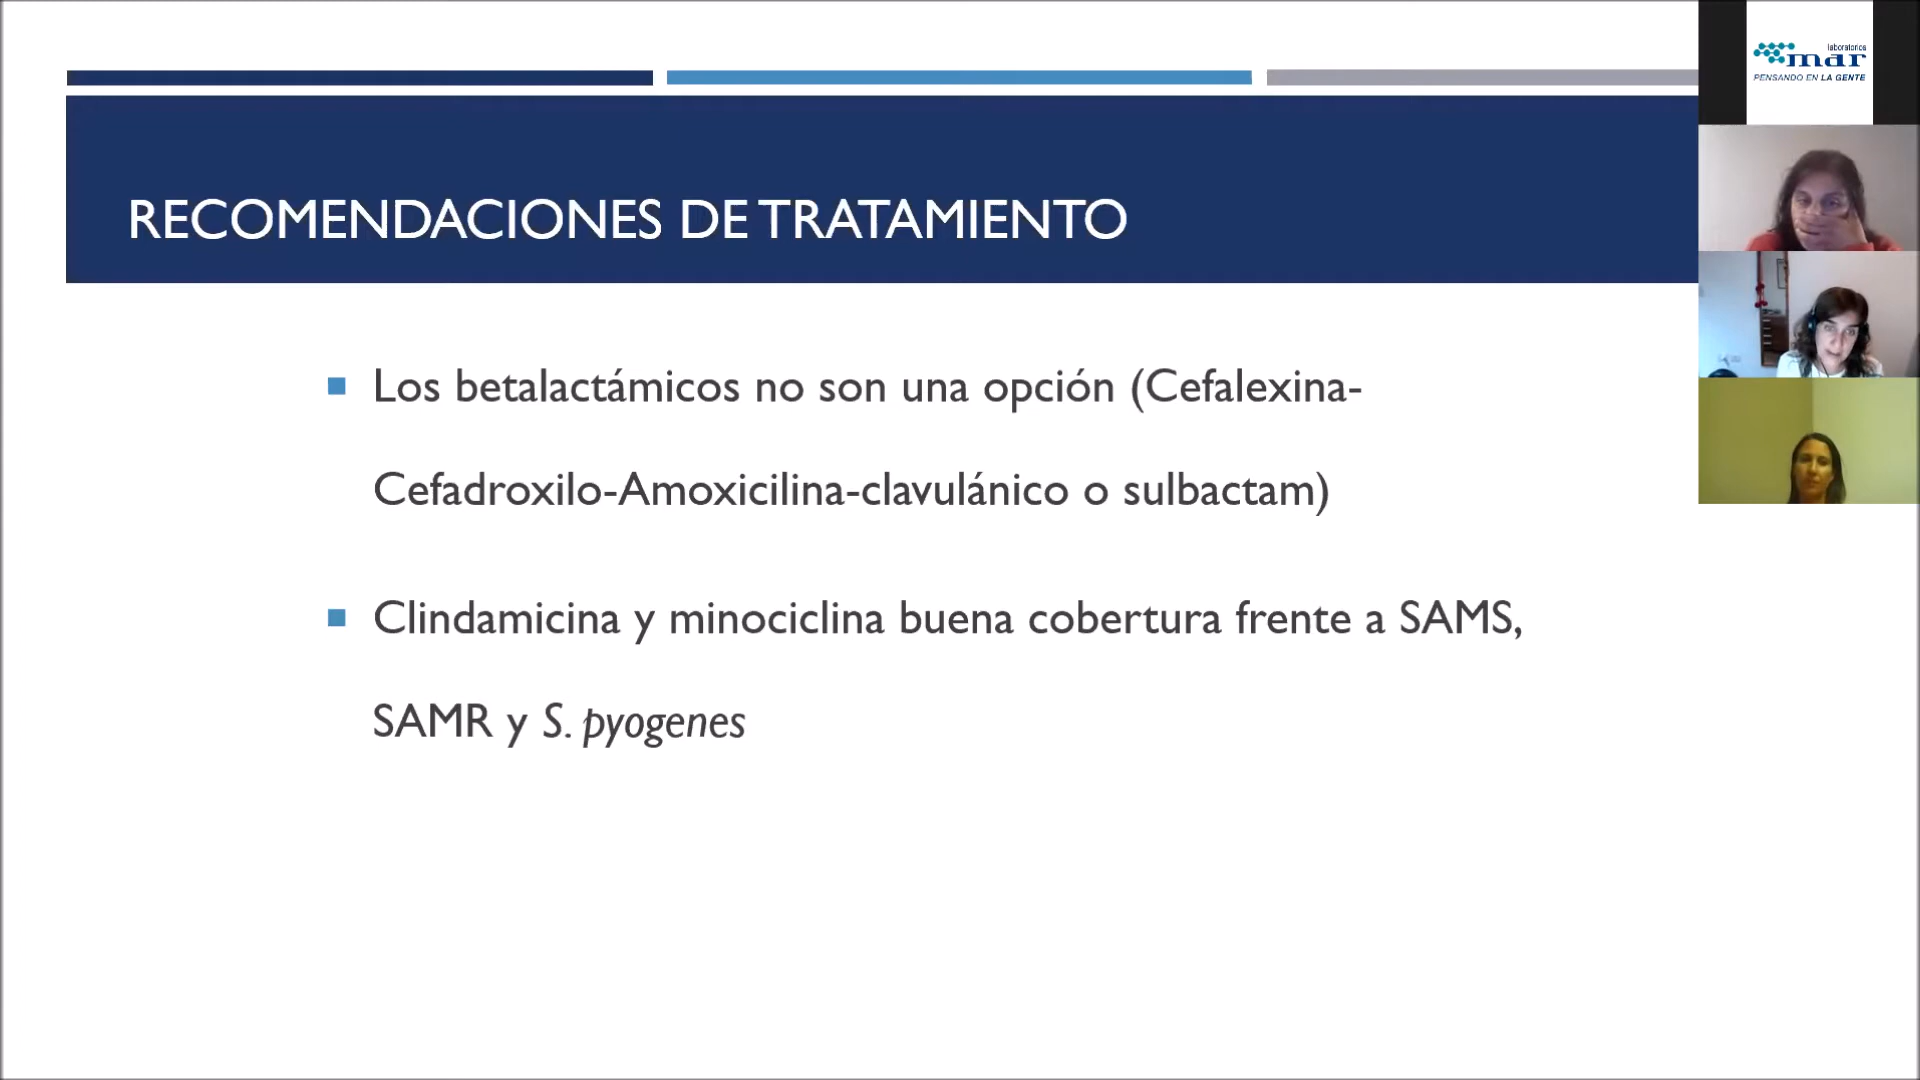 laboratorios
mar
PENSANDO EN LA GENTE
RECOMENDACIONES DE TRATAMIENTO
Los betalactámicos no son una opción (Cefalexina-
Cefadroxilo-Amoxicilina-clavulánico o sulbactam)
Clindamicina y minociclina buena cobertura frente a SAMS,
SAMR y S. pyogenes